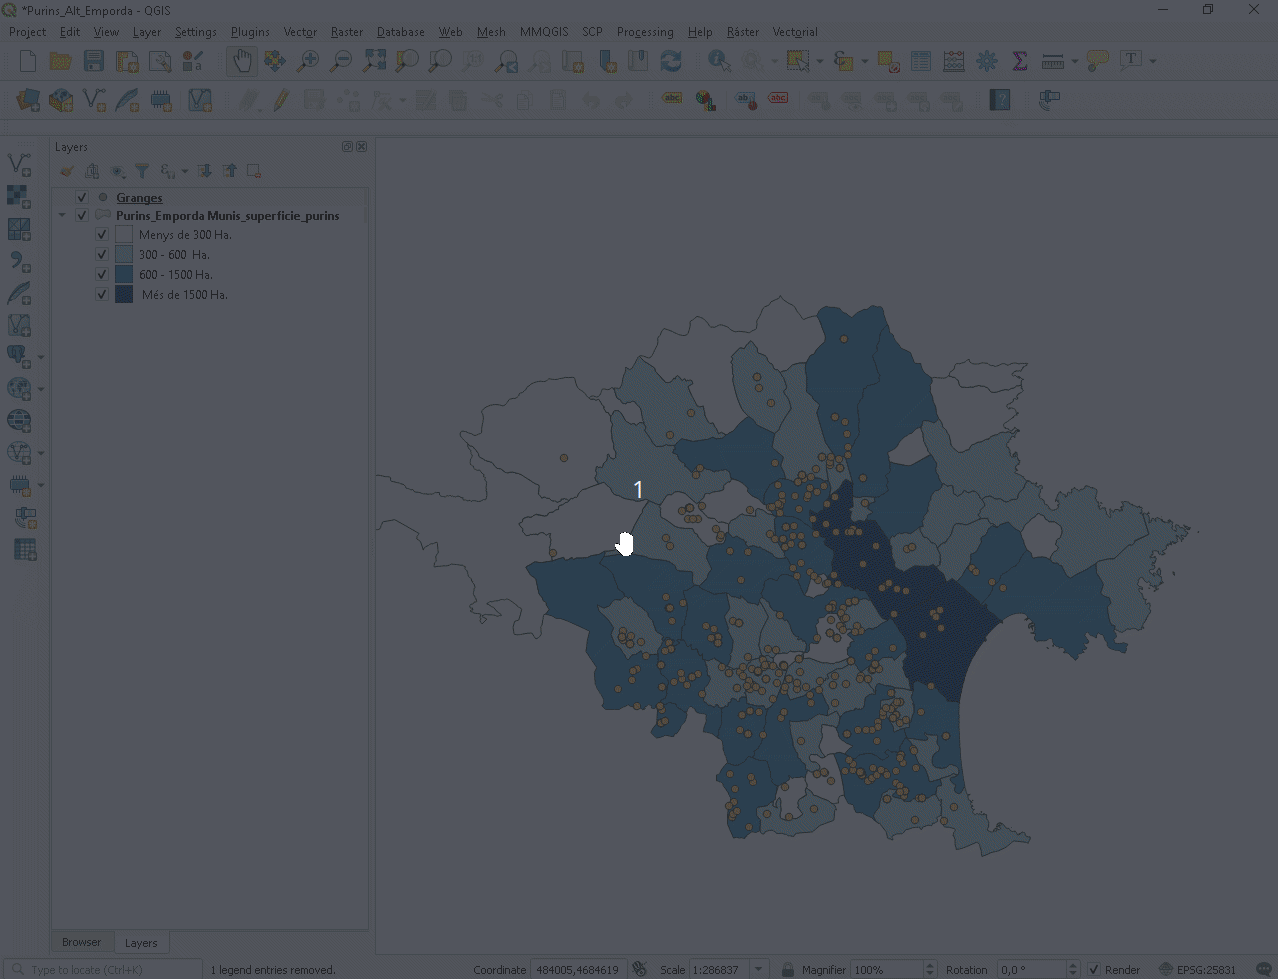 *Purins_Alt_Emporda - QGIS
Project Edit View Layer Settings Plugins Vector Raster Database Web Mesh MMQGIS SCP Processing Help Ràster Vectorial
Layers
Granges
Purins_Emporda Munis_superficie_purins
Menys de 300 Ha.
300 - 600 Ha.
600 - 1500 Ha.
Més de 1500 Ha.
1
Browser Layers
Type to locate (Ctrl+K) 1 legend entries removed. Coordinate 484005,4684619 Scale 1:286837 Magnifier 100% Rotation 0,0 ° Render EPSG:25831